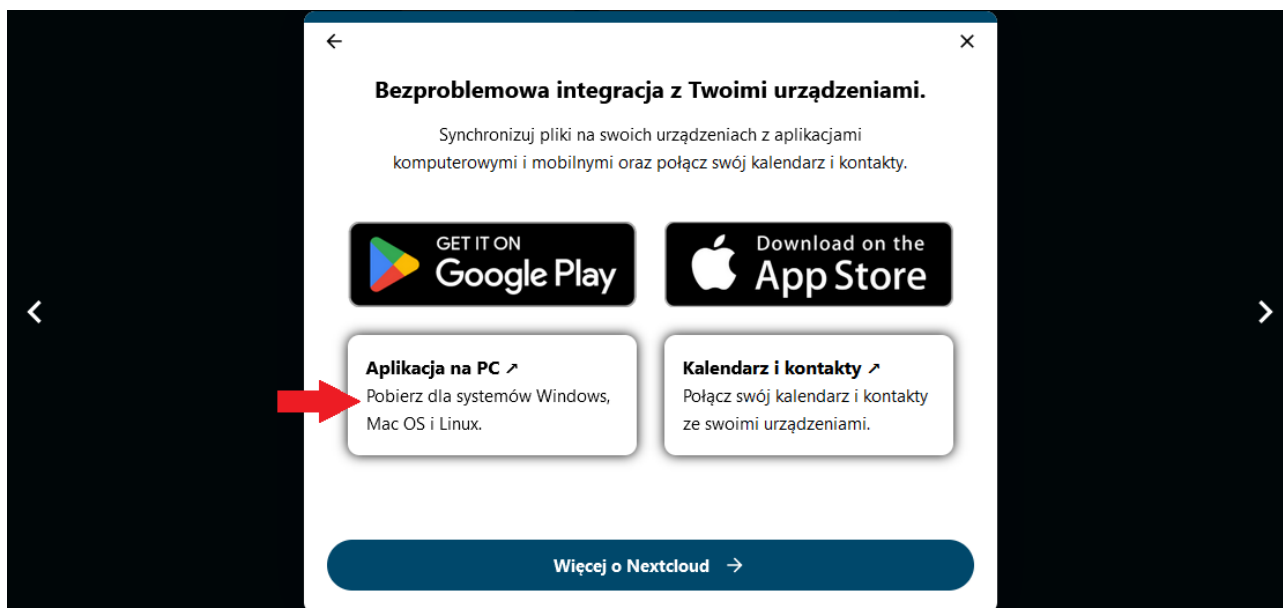 Bezproblemowa integracja z Twoimi urządzeniami.
Synchronizuj pliki na swoich urządzeniach z aplikacjami
komputerowymi i mobilnymi oraz połącz swój kalendarz i kontakty.
GET IT ON
Google Play
Download on the
App Store
Aplikacja na PC ↗
Pobierz dla systemów Windows,
Mac OS i Linux.
Kalendarz i kontakty ↗
Połącz swój kalendarz i kontakty
ze swoimi urządzeniami.
Więcej o Nextcloud →